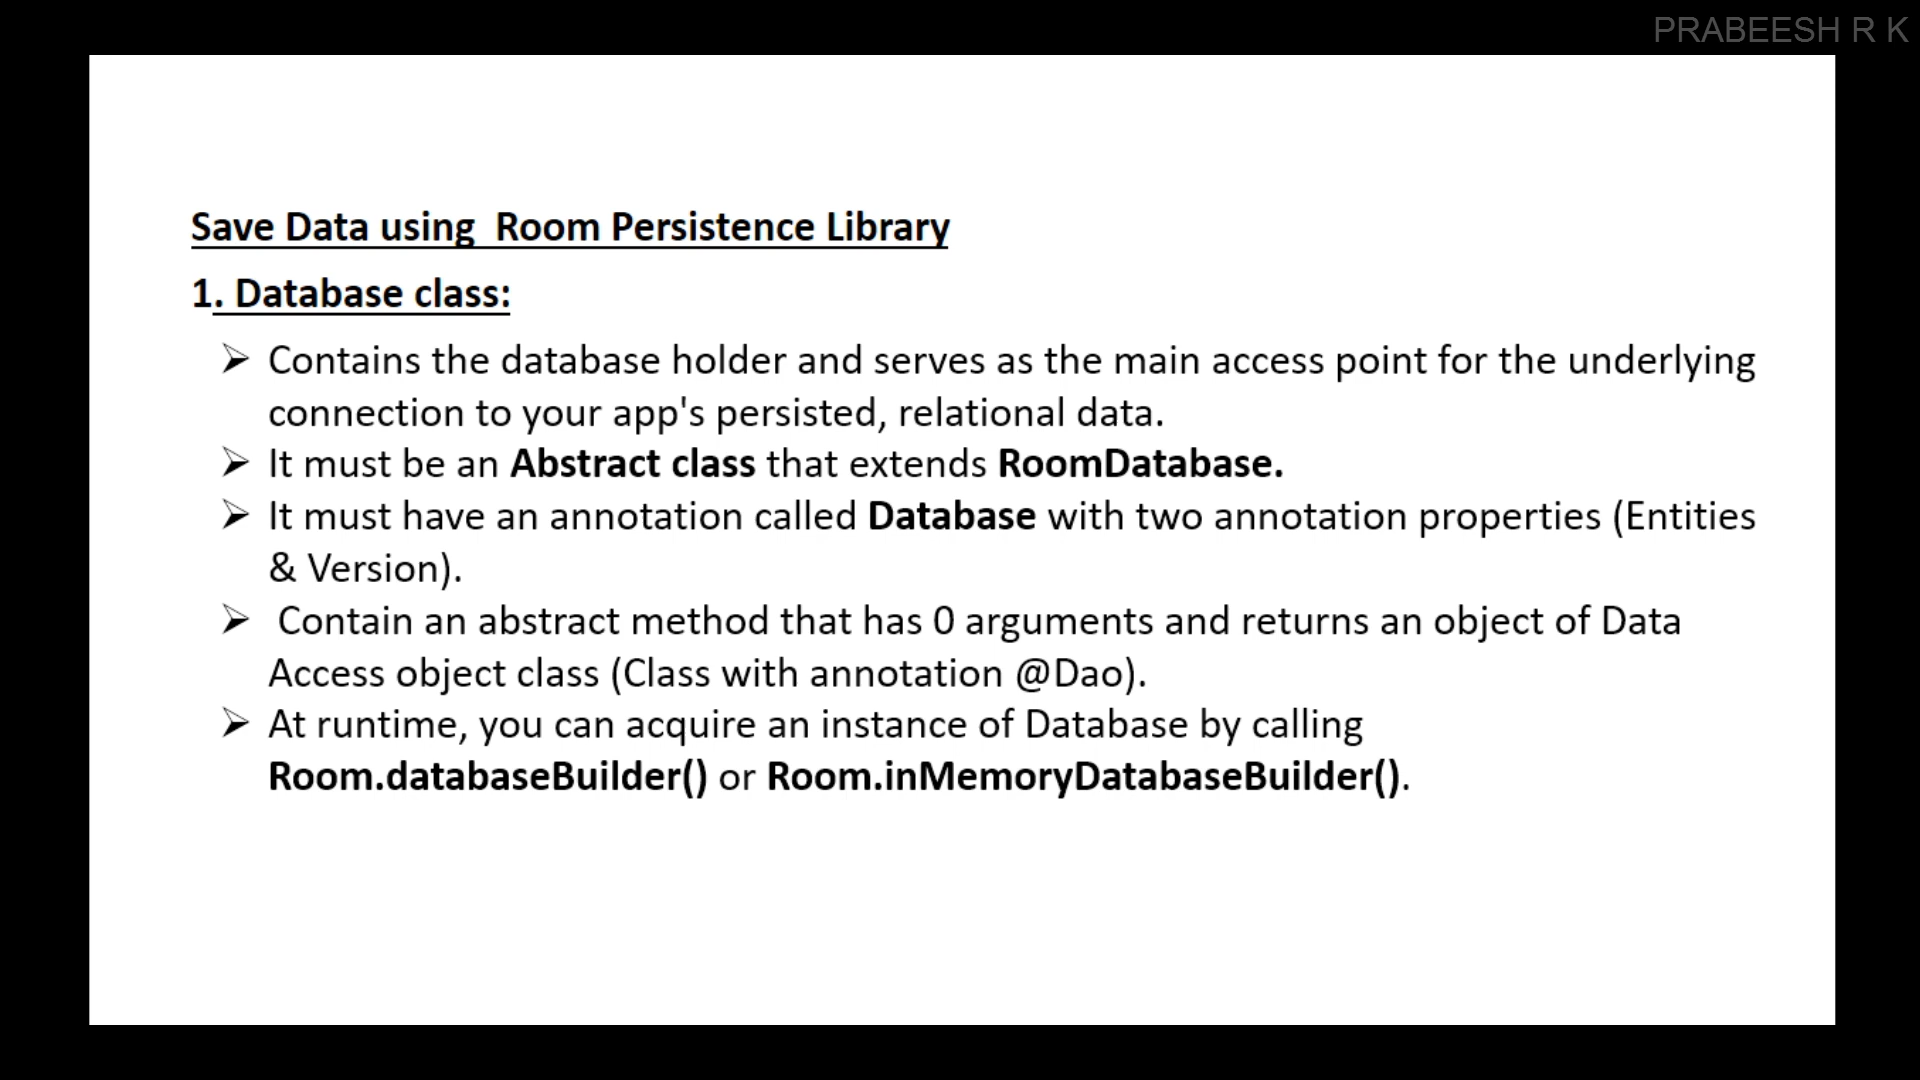 PRABEESH R K
Save Data using  Room Persistence Library
1. Database class:
➢ Contains the database holder and serves as the main access point for the underlying
connection to your app's persisted, relational data.
➢ It must be an Abstract class that extends RoomDatabase.
➢ It must have an annotation called Database with two annotation properties (Entities
& Version).
➢ Contain an abstract method that has 0 arguments and returns an object of Data
Access object class (Class with annotation @Dao).
➢ At runtime, you can acquire an instance of Database by calling
Room.databaseBuilder() or Room.inMemoryDatabaseBuilder().